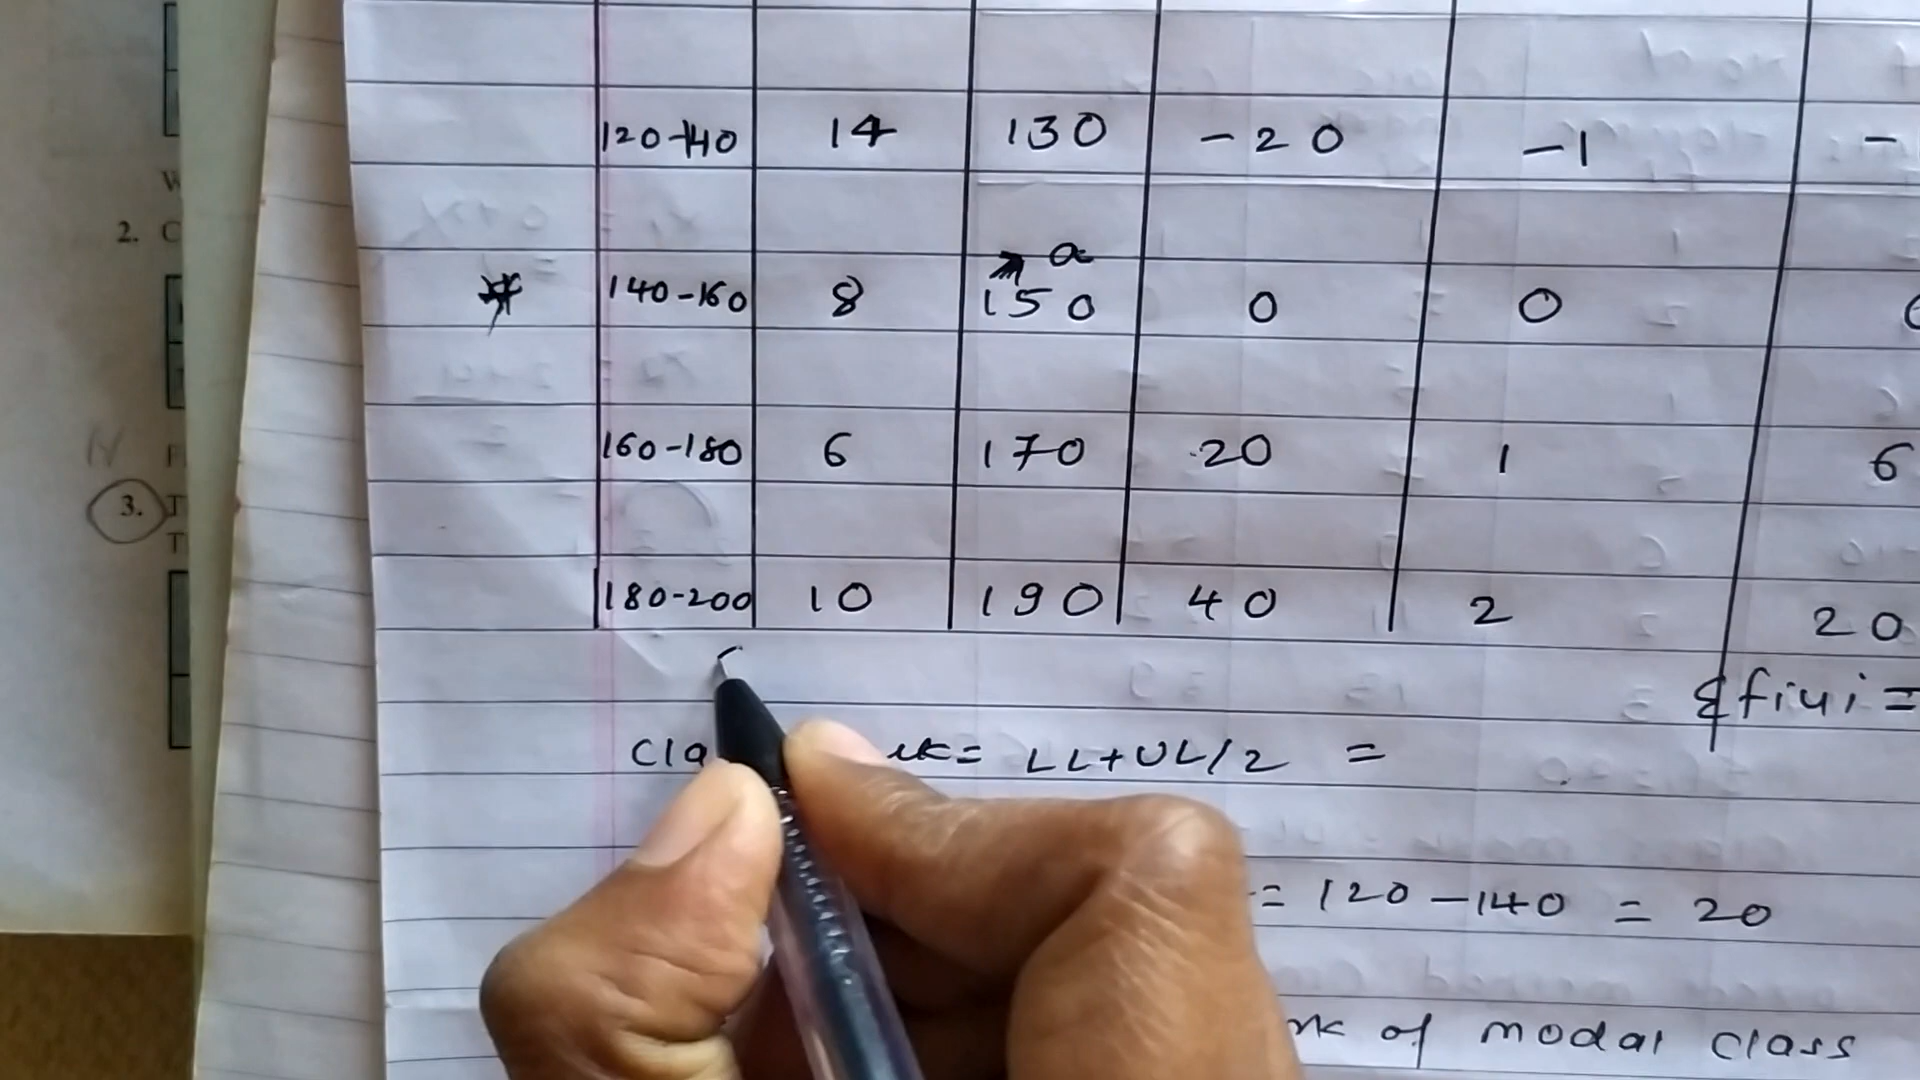 120-140 14 130 -20 -1 -
a
140-160 8 150 0 0
2. C
160-180 6 170 20 1 6
3. T
T
180-200 10 190 40 2 20
Σfiui =
= LL+UL/2 =
= 120-140 = 20
of modal class